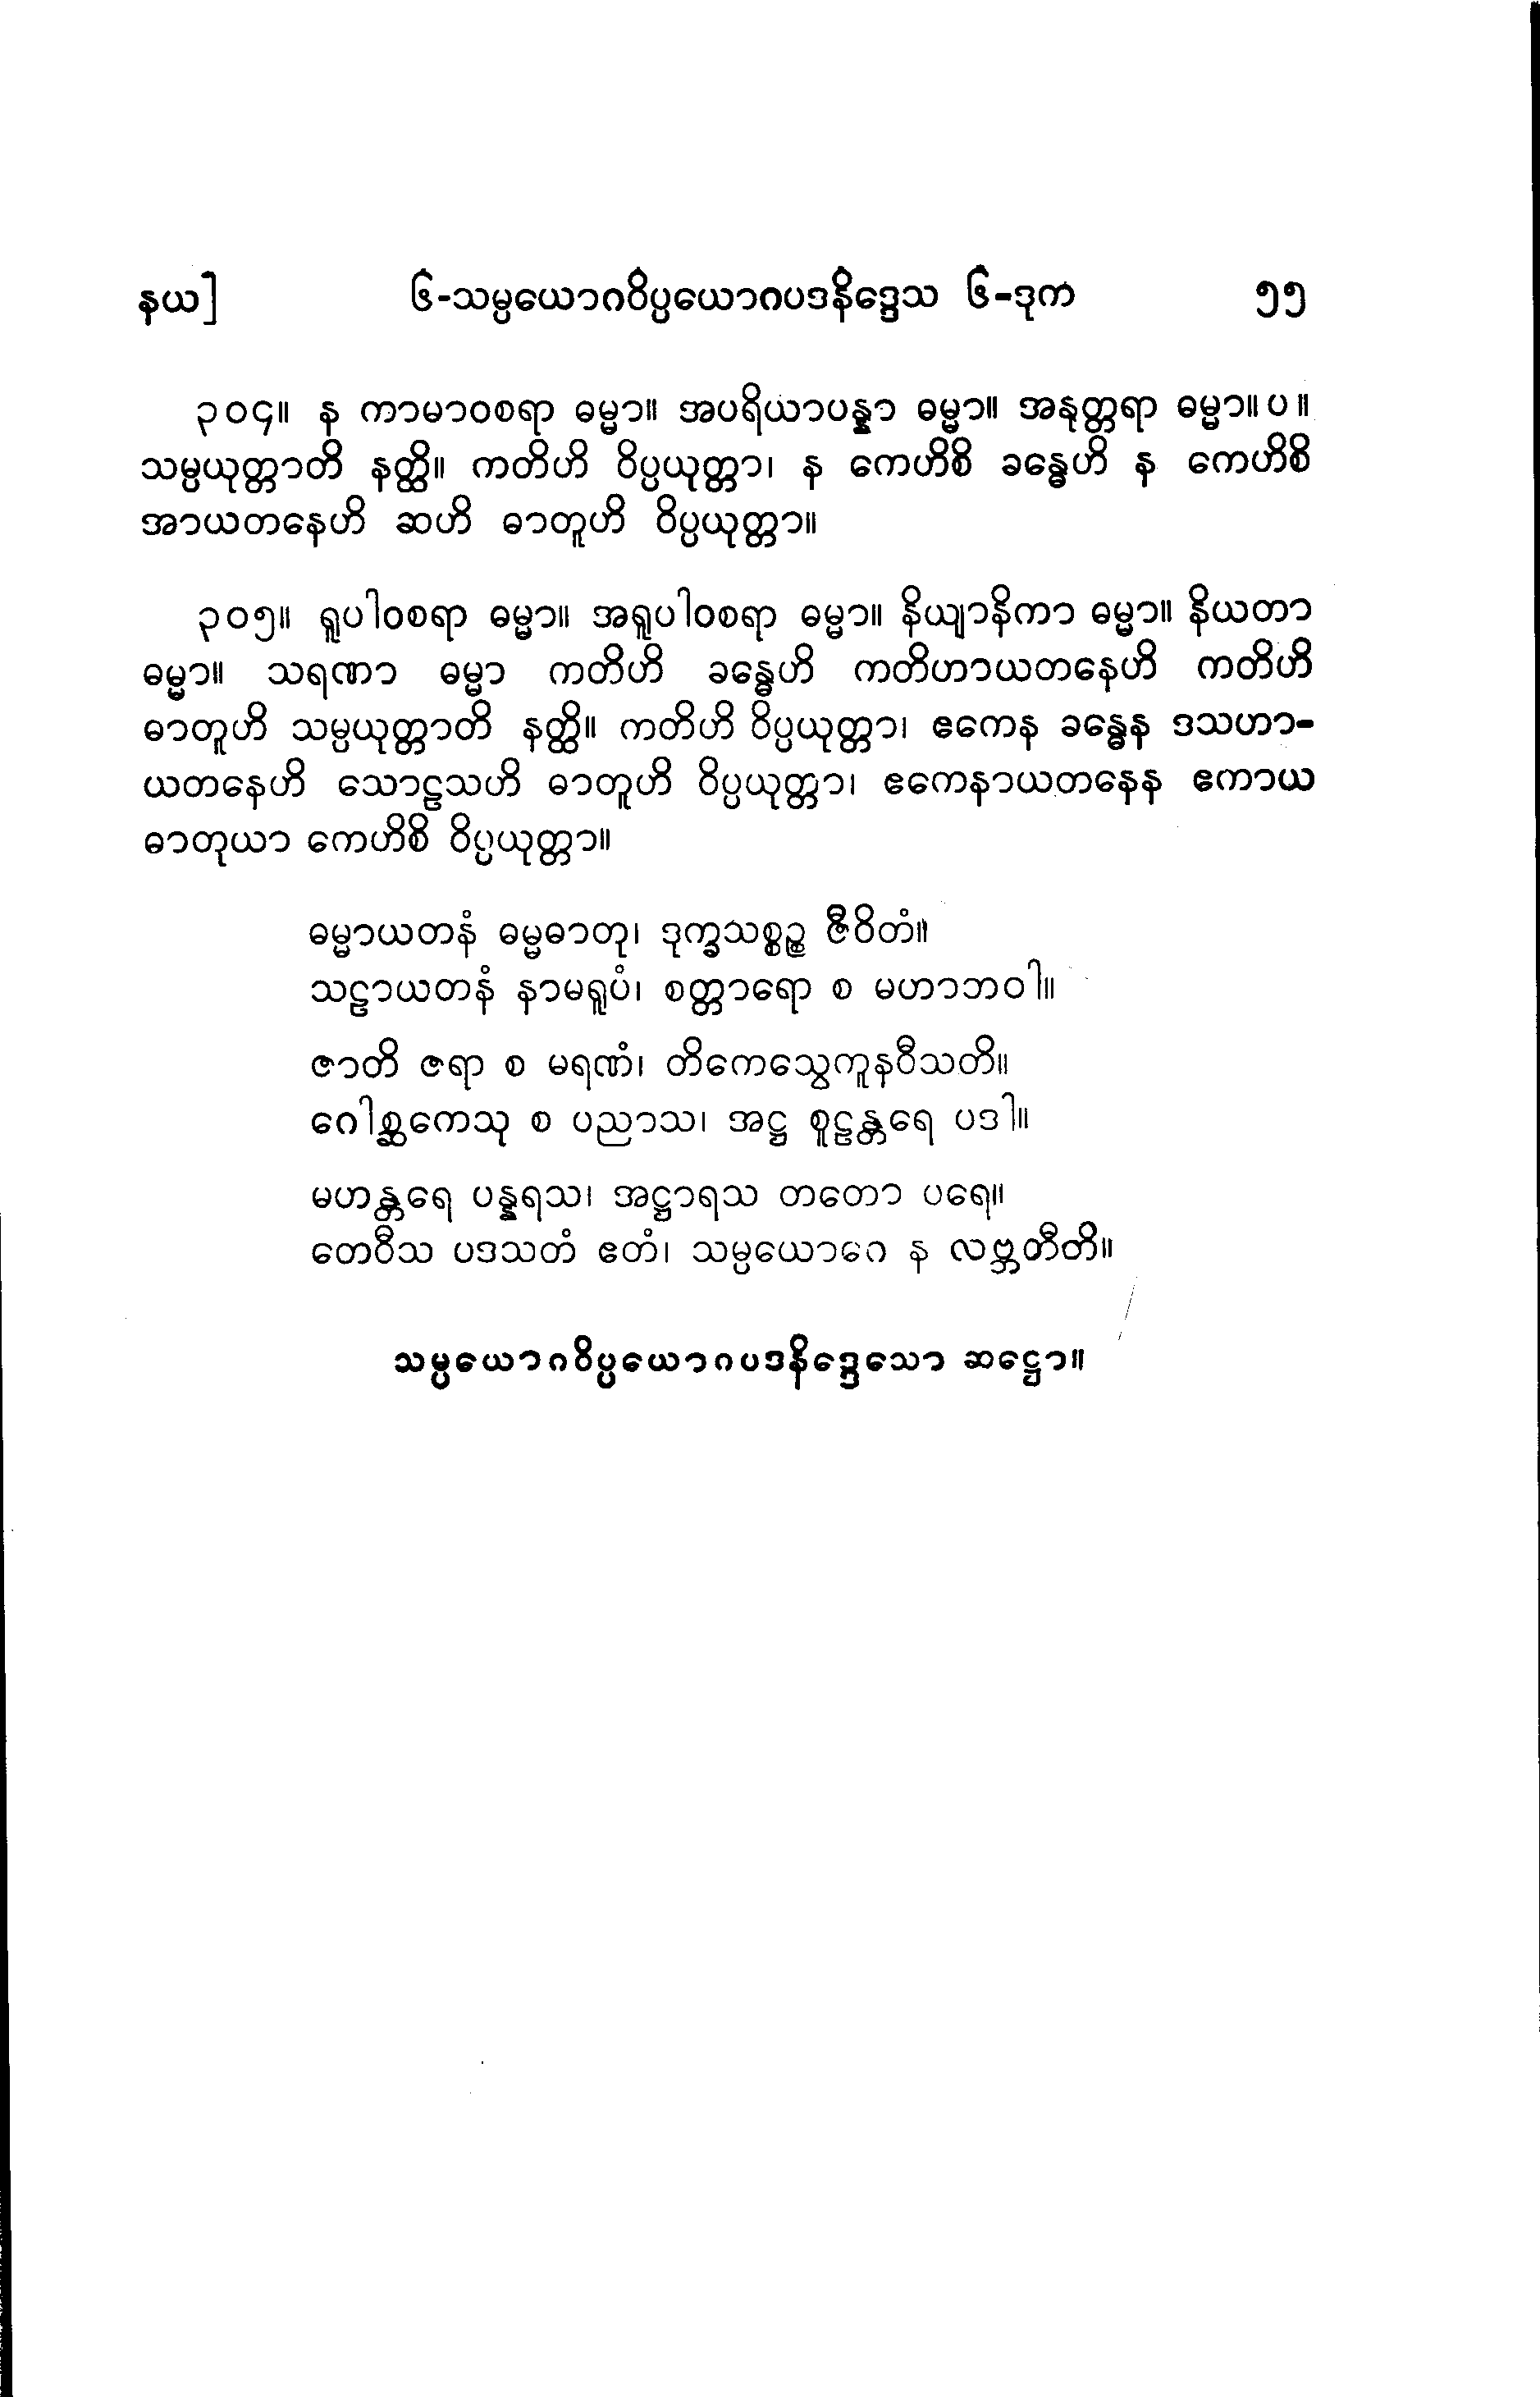 နယ]	၆-သမ္ပယောဂဝိပ္ပယောဂပဒနိဒ္ဒေသ ၆-ဒုက	၅၅
၃၀၄။ န ကာမာဝစရာ ဓမ္မာ။ အပရိယာပန္နာ ဓမ္မာ။ အနုတ္တရာ ဓမ္မာ။ပ။
သမ္ပယုတ္တာတိ နတ္ထိ။ ကတိဟိ ဝိပ္ပယုတ္တာ၊ န ကေဟိစိ ခန္ဓေဟိ န ကေဟိစိ
အာယတနေဟိ ဆဟိ ဓာတူဟိ ဝိပ္ပယုတ္တာ။
၃၀၅။ ရူပါဝစရာ ဓမ္မာ။ အရူပါဝစရာ ဓမ္မာ။ နိယျာနိကာ ဓမ္မာ။ နိယတာ
ဓမ္မာ။ သရဏာ ဓမ္မာ ကတိဟိ ခန္ဓေဟိ ကတိဟာယတနေဟိ ကတိဟိ
ဓာတူဟိ သမ္ပယုတ္တာတိ နတ္ထိ။ ကတိဟိ ဝိပ္ပယုတ္တာ၊ ဧကေန ခန္ဓေန ဒသဟာ-
ယတနေဟိ သောဠသဟိ ဓာတူဟိ ဝိပ္ပယုတ္တာ၊ ဧကေနာယတနေန ဧကာယ
ဓာတုယာ ကေဟိစိ ဝိပ္ပယုတ္တာ။
ဓမ္မာယတနံ ဓမ္မဓာတု၊ ဒုက္ခသစ္စဉ္စ ဇီဝိတံ။
သဠာယတနံ နာမရူပံ၊ စတ္တာရော စ မဟာဘဝါ။
ဇာတိ ဇရာ စ မရဏံ၊ တိကေသွေကူနဝီသတိ။
ဂေါစ္ဆကေသု စ ပညာသ၊ အဋ္ဌ စူဠန္တရေ ပဒါ။
မဟန္တရေ ပန္နရသ၊ အဋ္ဌာရသ တတော ပရေ။
တေဝီသ ပဒသတံ ဧတံ၊ သမ္ပယောဂေ န လဗ္ဘတီတိ။
သမ္ပယောဂဝိပ္ပယောဂပဒနိဒ္ဒေသော ဆဋ္ဌော။